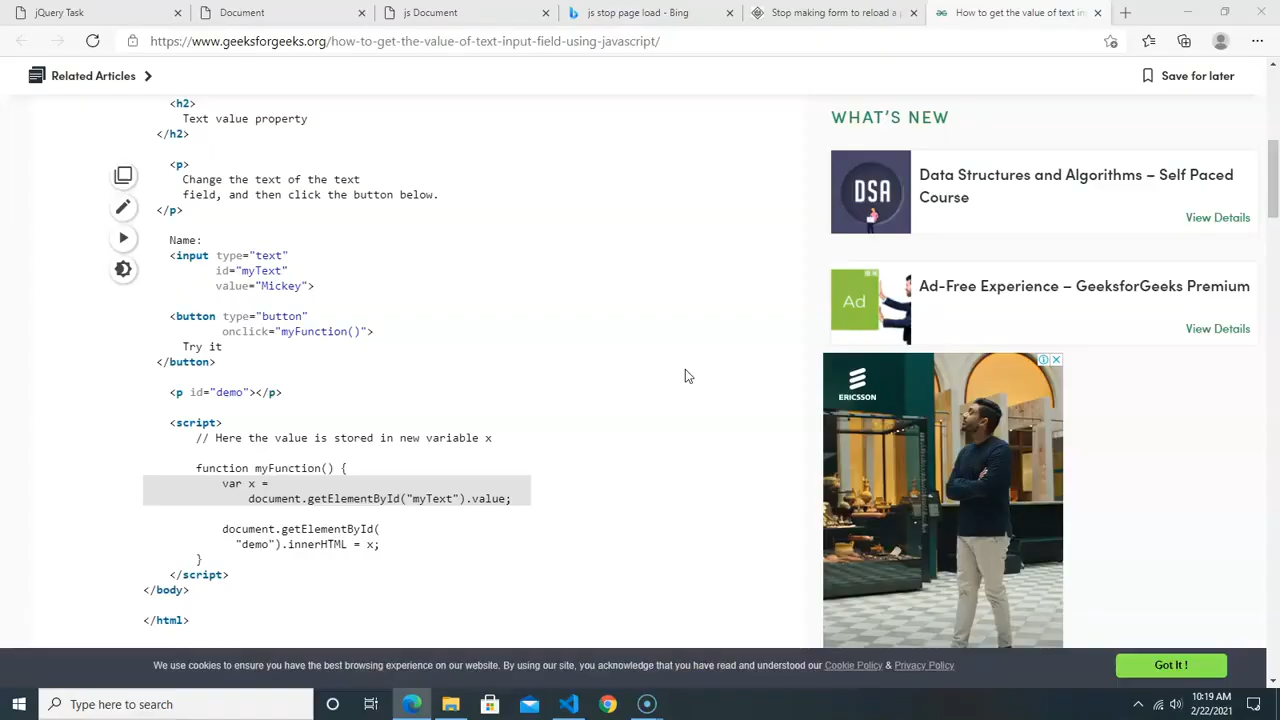 jQuery Task
Document
js Document
js stop page load - Bing
Stop making form to reload a p
How to get the value of text in
https://www.geeksforgeeks.org/how-to-get-the-value-of-text-input-field-using-javascript/
Related Articles
Save for later
<h2>
Text value property
</h2>
<p>
Change the text of the text
field, and then click the button below.
</p>
Name:
<input type="text"
id="myText"
value="Mickey">
<button type="button"
onclick="myFunction()">
Try it
</button>
<p id="demo"></p>
<script>
// Here the value is stored in new variable x
function myFunction() {
var x =
document.getElementById("myText").value;
document.getElementById(
"demo").innerHTML = x;
}
</script>
</body>
</html>
WHAT'S NEW
DSA
Data Structures and Algorithms – Self Paced
Course
View Details
Ad
Ad-Free Experience – GeeksforGeeks Premium
View Details
ERICSSON
We use cookies to ensure you have the best browsing experience on our website. By using our site, you acknowledge that you have read and understood our Cookie Policy & Privacy Policy
Got It !
Type here to search
10:19 AM
2/22/2021